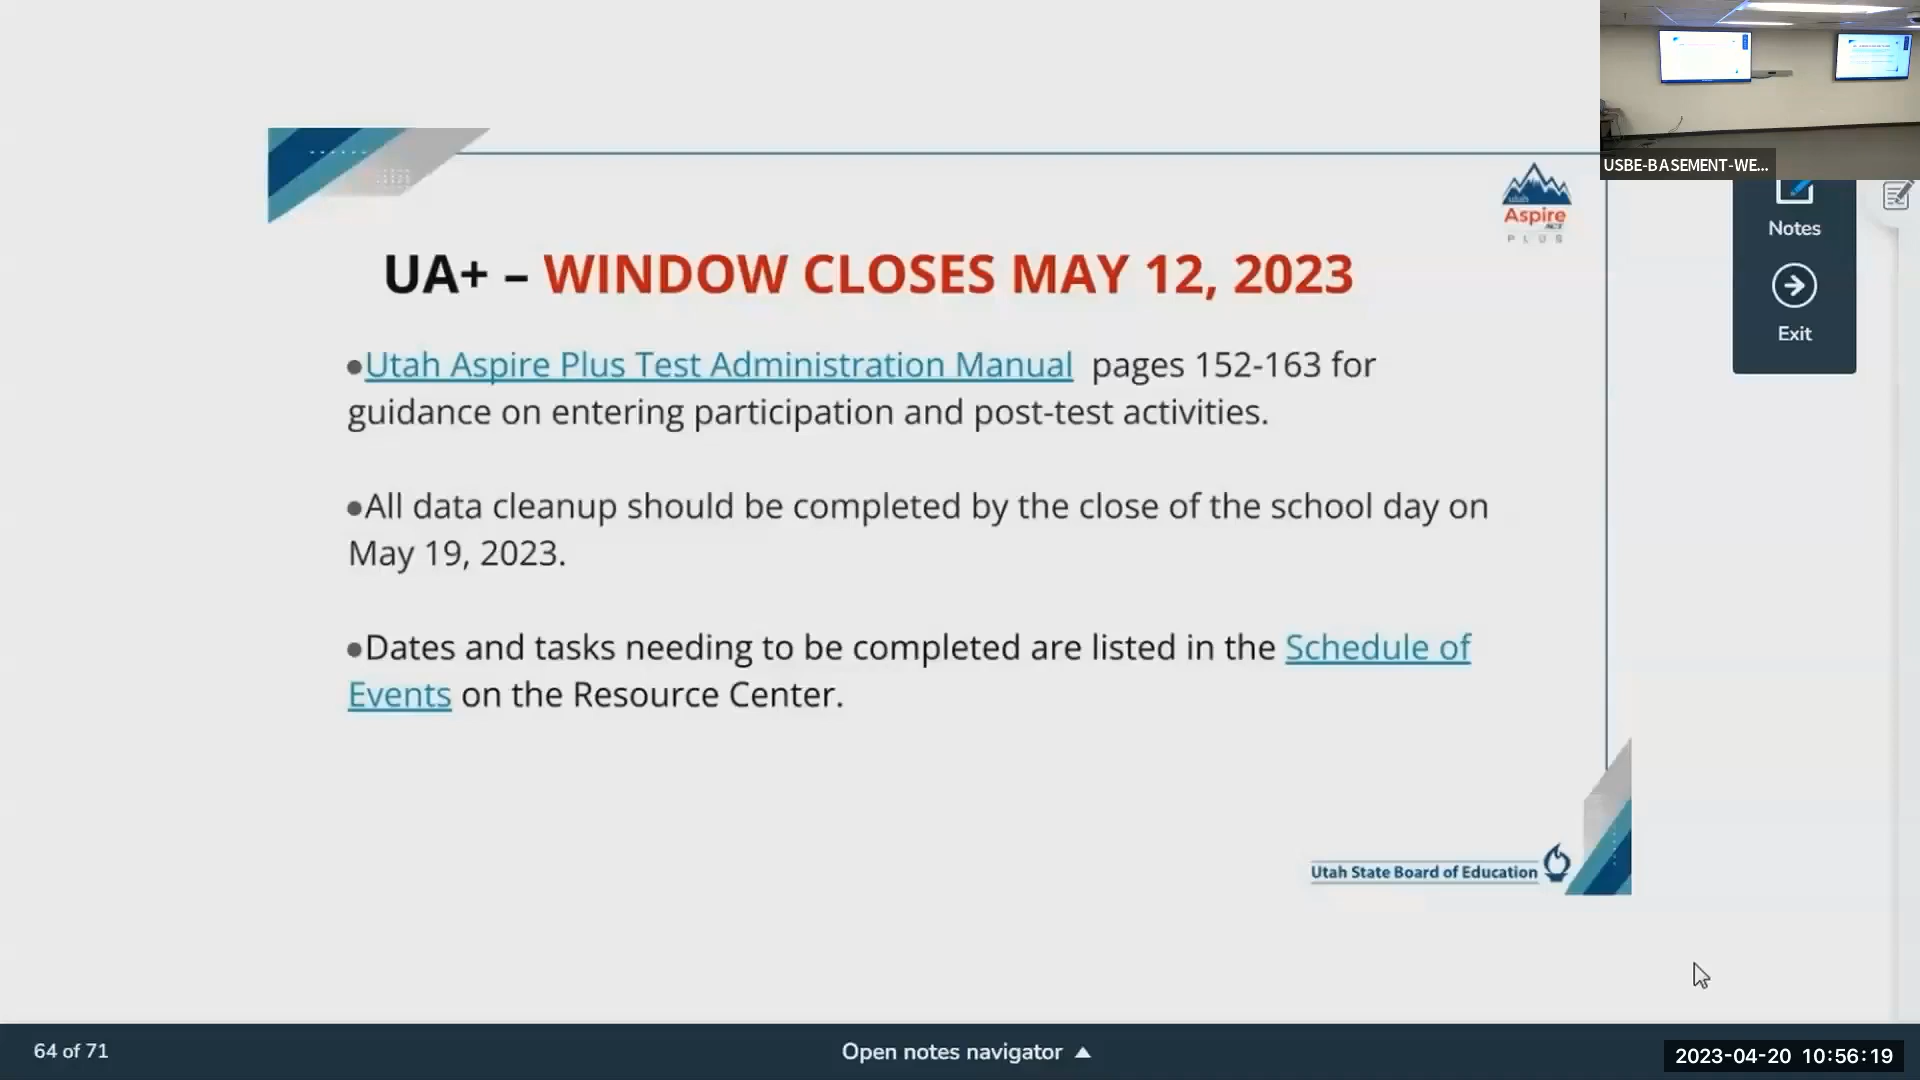 USBE-BASEMENT-WE...
Notes
Exit
utah
Aspire
ACT
PLUS
UA+ – WINDOW CLOSES MAY 12, 2023
●Utah Aspire Plus Test Administration Manual pages 152-163 for
guidance on entering participation and post-test activities.
●All data cleanup should be completed by the close of the school day on
May 19, 2023.
●Dates and tasks needing to be completed are listed in the Schedule of
Events on the Resource Center.
Utah State Board of Education
64 of 71
Open notes navigator ▲
2023-04-20 10:56:19